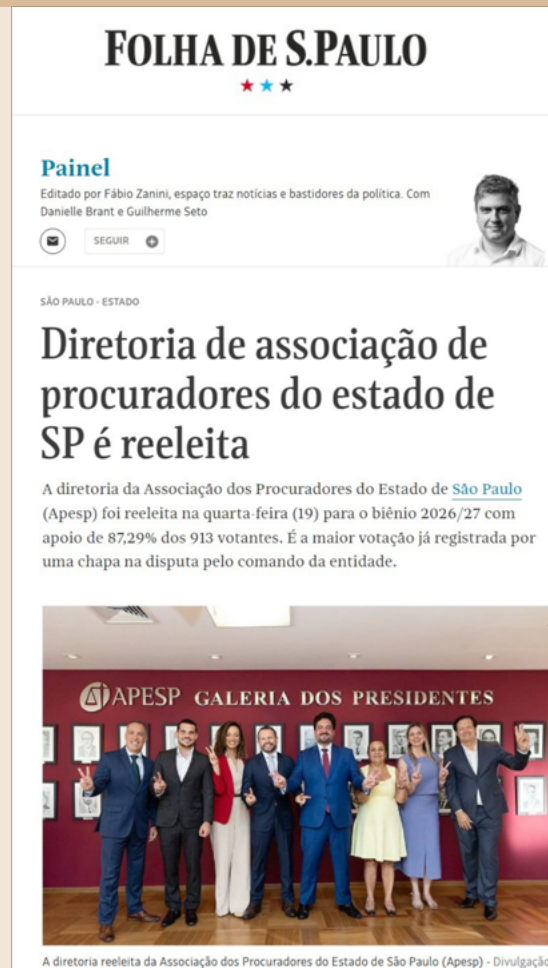 FOLHA DE S.PAULO
Painel
Editado por Fábio Zanini, espaço traz notícias e bastidores da política. Com
Danielle Brant e Guilherme Seto
SEGUIR
SÃO PAULO - ESTADO
Diretoria de associação de
procuradores do estado de
SP é reeleita
A diretoria da Associação dos Procuradores do Estado de São Paulo
(Apesp) foi reeleita na quarta-feira (19) para o biênio 2026/27 com
apoio de 87,29% dos 913 votantes. É a maior votação já registrada por
uma chapa na disputa pelo comando da entidade.
APESP GALERIA DOS PRESIDENTES
A diretoria reeleita da Associação dos Procuradores do Estado de São Paulo (Apesp) - Divulgação